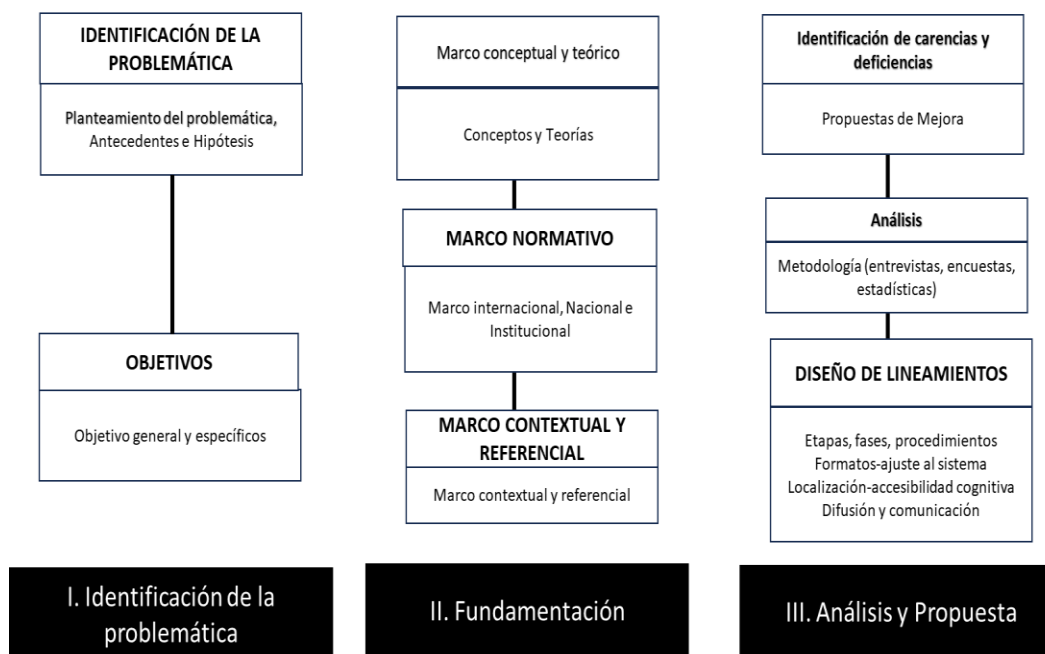 IDENTIFICACIÓN DE LA
PROBLEMÁTICA
Planteamiento del problemática,
Antecedentes e Hipótesis
OBJETIVOS
Objetivo general y específicos
I. Identificación de la
problemática
Marco conceptual y teórico
Conceptos y Teorías
MARCO NORMATIVO
Marco internacional, Nacional e
Institucional
MARCO CONTEXTUAL Y
REFERENCIAL
Marco contextual y referencial
II. Fundamentación
Identificación de carencias y
deficiencias
Propuestas de Mejora
Análisis
Metodología (entrevistas, encuestas,
estadísticas)
DISEÑO DE LINEAMIENTOS
Etapas, fases, procedimientos
Formatos-ajuste al sistema
Localización-accesibilidad cognitiva
Difusión y comunicación
III. Análisis y Propuesta